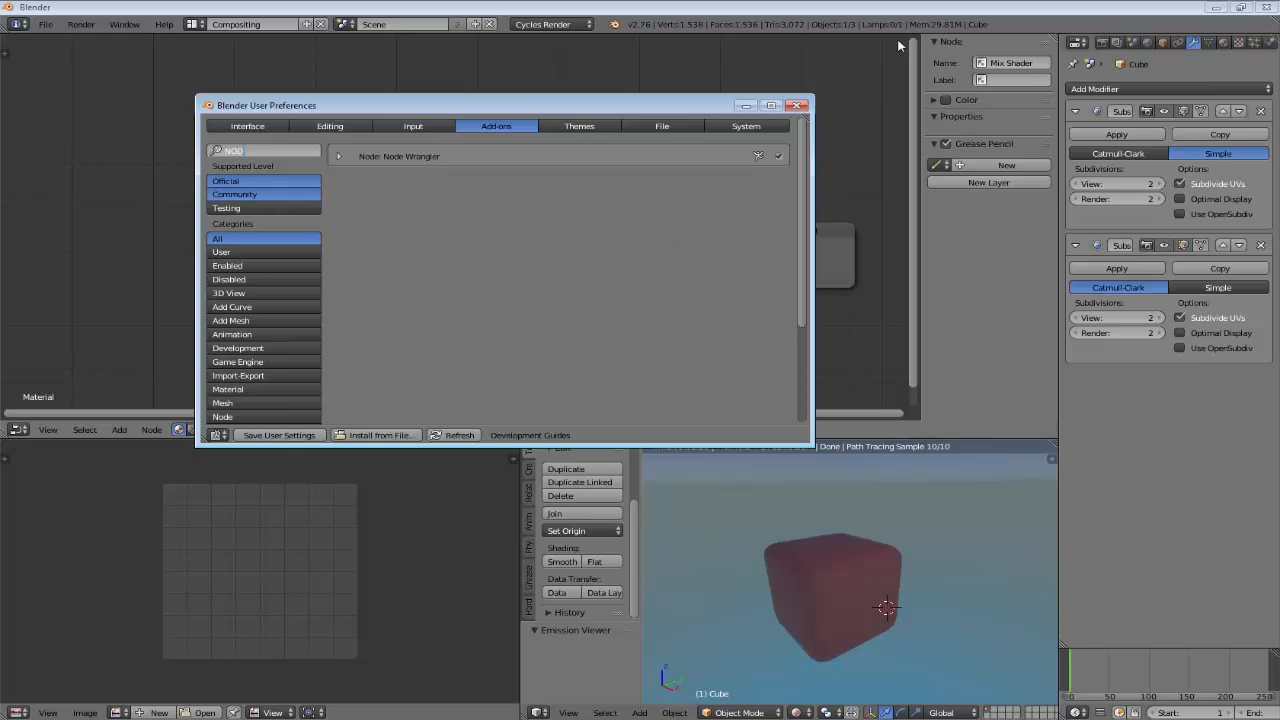 Blender
File Render Window Help Compositing Scene 2 Cycles Render v2.76 | Verts:1,538 | Faces:1,536 | Tris:3,072 | Objects:1/3 | Lamps:0/1 | Mem:29.81M | Cube
Blender User Preferences
Interface Editing Input Add-ons Themes File System
NOD
Node: Node Wrangler
Supported Level
Official
Community
Testing
Categories
All
User
Enabled
Disabled
3D View
Add Curve
Add Mesh
Animation
Development
Game Engine
Import-Export
Material
Mesh
Node
Save User Settings Install from File... Refresh Development Guides
Node
Name: Mix Shader
Label:
Color
Properties
Grease Pencil
New
New Layer
Cube
Add Modifier
Subs
Apply Copy
Catmull-Clark Simple
Subdivisions: Options:
View: 2 Subdivide UVs
Render: 2 Optimal Display
Use OpenSubdiv
Subs
Apply Copy
Catmull-Clark Simple
Subdivisions: Options:
View: 2 Subdivide UVs
Render: 2 Optimal Display
Use OpenSubdiv
Material
View Select Add Node
Done | Path Tracing Sample 10/10
Duplicate
Duplicate Linked
Delete
Join
Set Origin
Shading:
Smooth Flat
Data Transfer:
Data Data Lay
History
Emission Viewer
Cre
Relat
Anim
Phy
Grease
Hard
(1) Cube
View Image New Open View
View Select Add Object Object Mode Global
0 50 100 150 200 250
Start: 1 End: